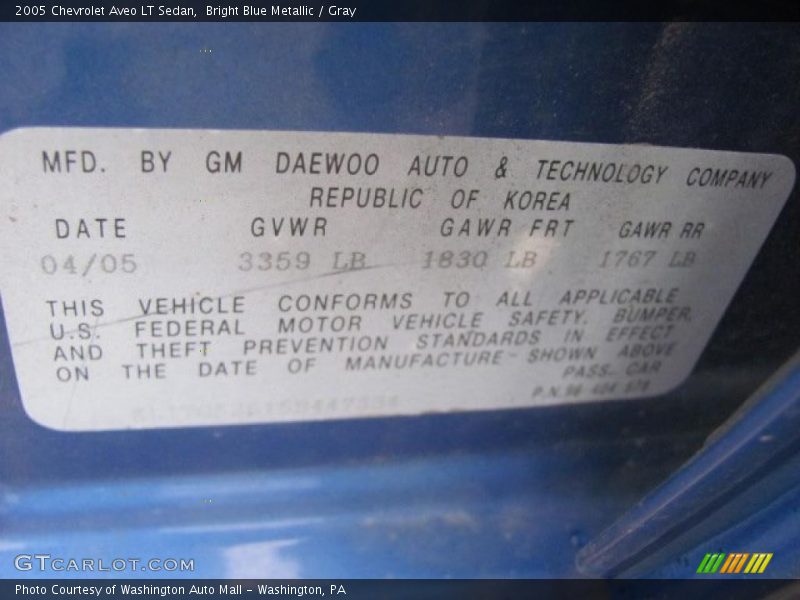 2005 Chevrolet Aveo LT Sedan, Bright Blue Metallic / Gray
MFD. BY GM DAEWOO AUTO & TECHNOLOGY COMPANY
REPUBLIC OF KOREA
DATE GVWR GAWR FRT GAWR RR
04/05 3359 LB 1830 LB 1767 LB
THIS VEHICLE CONFORMS TO ALL APPLICABLE
U.S. FEDERAL MOTOR VEHICLE SAFETY, BUMPER,
AND THEFT PREVENTION STANDARDS IN EFFECT
ON THE DATE OF MANUFACTURE SHOWN ABOVE
PASS. CAR
P.N. 96
GTCARLOT.COM
Photo Courtesy of Washington Auto Mall - Washington, PA